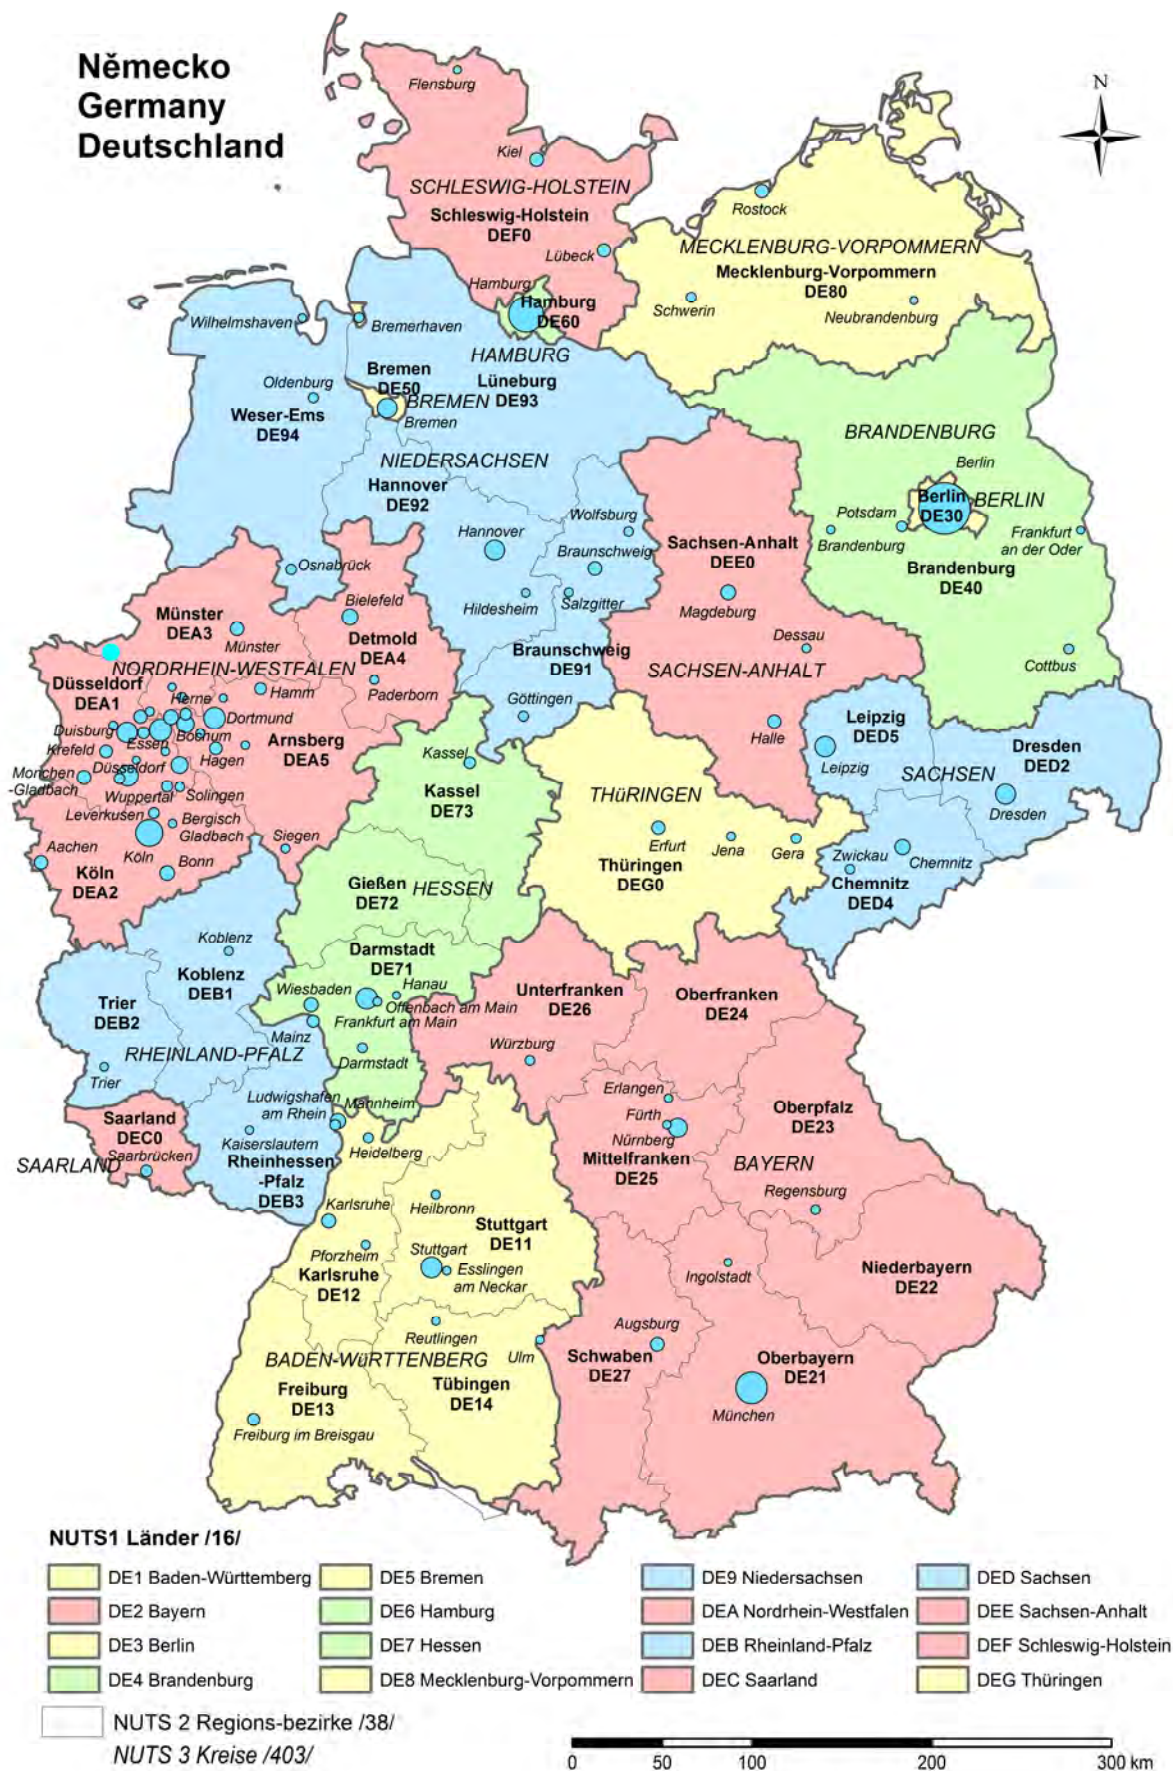 Německo
Germany
Deutschland
N
Flensburg
Kiel
SCHLESWIG-HOLSTEIN
Schleswig-Holstein
DEF0
Lübeck
Hamburg
Hamburg
DE60
HAMBURG
Rostock
MECKLENBURG-VORPOMMERN
Mecklenburg-Vorpommern
DE80
Schwerin
Neubrandenburg
Wilhelmshaven
Bremerhaven
Bremen
DE50
BREMEN
Bremen
Lüneburg
DE93
Oldenburg
Weser-Ems
DE94
NIEDERSACHSEN
Hannover
DE92
Hannover
Wolfsburg
Braunschweig
Osnabrück
Hildesheim
Salzgitter
Braunschweig
DE91
Göttingen
BRANDENBURG
Berlin
Berlin
DE30
BERLIN
Potsdam
Brandenburg
Frankfurt
an der Oder
Brandenburg
DE40
Cottbus
Sachsen-Anhalt
DEE0
Magdeburg
Dessau
SACHSEN-ANHALT
Halle
Münster
DEA3
Münster
Bielefeld
Detmold
DEA4
Paderborn
NORDRHEIN-WESTFALEN
Düsseldorf
DEA1
Herne
Hamm
Duisburg
Dortmund
Essen
Bochum
Arnsberg
DEA5
Krefeld
Hagen
Düsseldorf
Mönchen
-Gladbach
Wuppertal
Solingen
Leverkusen
Bergisch
Gladbach
Aachen
Köln
Bonn
Siegen
Köln
DEA2
Kassel
Kassel
DE73
Gießen
DE72
HESSEN
Darmstadt
DE71
Wiesbaden
Hanau
Offenbach am Main
Frankfurt am Main
Mainz
Darmstadt
THüRINGEN
Erfurt
Jena
Gera
Thüringen
DEG0
Leipzig
DED5
Leipzig
SACHSEN
Dresden
DED2
Dresden
Zwickau
Chemnitz
Chemnitz
DED4
Koblenz
Koblenz
DEB1
Trier
DEB2
RHEINLAND-PFALZ
Trier
Ludwigshafen
am Rhein
Mannheim
Kaiserslautern
Rheinhessen
-Pfalz
DEB3
Heidelberg
Saarland
DEC0
Saarbrücken
SAARLAND
Unterfranken
DE26
Würzburg
Oberfranken
DE24
Erlangen
Fürth
Nürnberg
Mittelfranken
DE25
Oberpfalz
DE23
BAYERN
Regensburg
Niederbayern
DE22
Ingolstadt
Augsburg
Schwaben
DE27
Oberbayern
DE21
München
Karlsruhe
Heilbronn
Stuttgart
DE11
Pforzheim
Stuttgart
Esslingen
am Neckar
Karlsruhe
DE12
Reutlingen
Ulm
BADEN-WüRTTENBERG
Tübingen
DE14
Freiburg
DE13
Freiburg im Breisgau
NUTS1 Länder /16/
DE1 Baden-Württemberg
DE2 Bayern
DE3 Berlin
DE4 Brandenburg
DE5 Bremen
DE6 Hamburg
DE7 Hessen
DE8 Mecklenburg-Vorpommern
DE9 Niedersachsen
DEA Nordrhein-Westfalen
DEB Rheinland-Pfalz
DEC Saarland
DED Sachsen
DEE Sachsen-Anhalt
DEF Schleswig-Holstein
DEG Thüringen
NUTS 2 Regions-bezirke /38/
NUTS 3 Kreise /403/
0 50 100 200 300 km